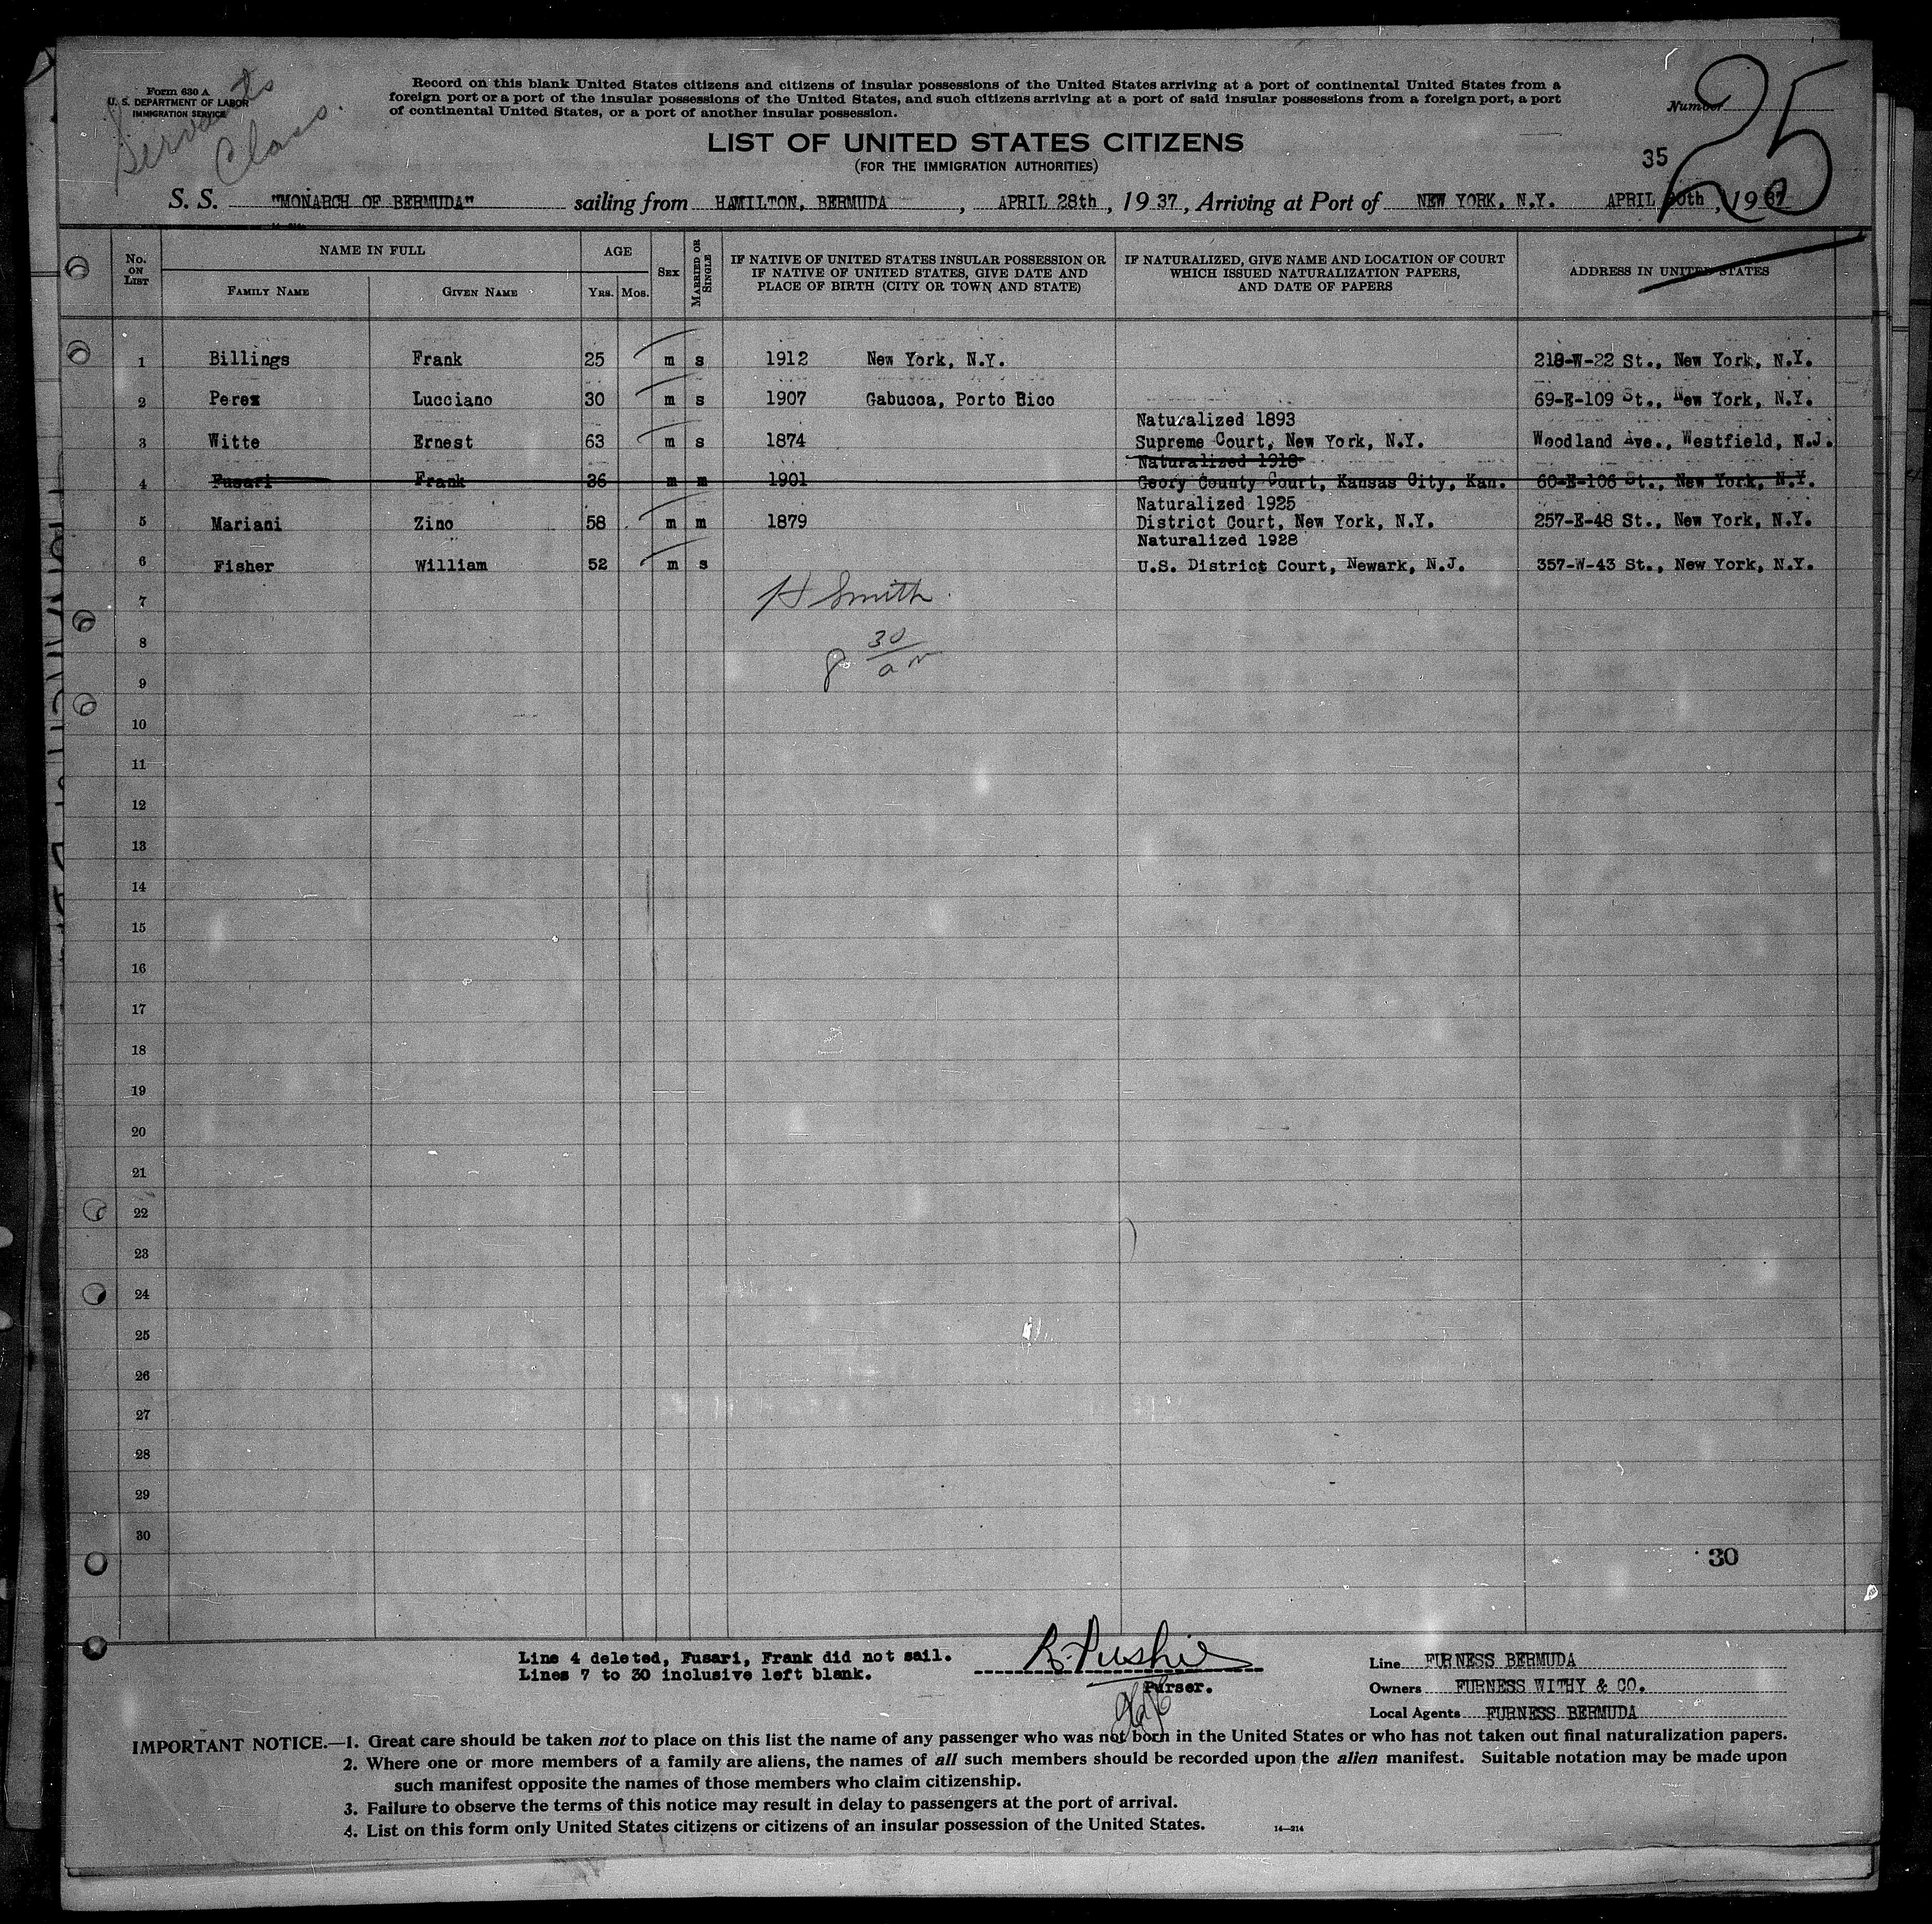 Form 630 A
U. S. DEPARTMENT OF LABOR
IMMIGRATION SERVICE
Servants
Class.
Record on this blank United States citizens and citizens of insular possessions of the United States arriving at a port of continental United States from a
foreign port or a port of the insular possessions of the United States, and such citizens arriving at a port of said insular possessions from a foreign port, a port
of continental United States, or a port of another insular possession.
Number
25
LIST OF UNITED STATES CITIZENS
(FOR THE IMMIGRATION AUTHORITIES)
35
S. S. "MONARCH OF BERMUDA" sailing from HAMILTON, BERMUDA, APRIL 28th, 1937, Arriving at Port of NEW YORK, N.Y. APRIL 30th, 1937
No. ON LIST
NAME IN FULL
FAMILY NAME GIVEN NAME
AGE
YRS. MOS.
SEX
MARRIED OR SINGLE
IF NATIVE OF UNITED STATES INSULAR POSSESSION OR
IF NATIVE OF UNITED STATES, GIVE DATE AND
PLACE OF BIRTH (CITY OR TOWN AND STATE)
IF NATURALIZED, GIVE NAME AND LOCATION OF COURT
WHICH ISSUED NATURALIZATION PAPERS,
AND DATE OF PAPERS
ADDRESS IN UNITED STATES
1 Billings Frank 25 m s 1912 New York, N.Y. 218-W-22 St., New York, N.Y.
2 Perez Lucciano 30 m s 1907 Gabucoa, Porto Rico 69-E-109 St., New York, N.Y.
Naturalized 1893
3 Witte Ernest 63 m s 1874 Supreme Court, New York, N.Y. Woodland Ave., Westfield, N.J.
Naturalized 1918
4 Fusari Frank 36 m m 1901 Geory County Court, Kansas City, Kan. 60-E-106 St., New York, N.Y.
Naturalized 1925
5 Mariani Zino 58 m m 1879 District Court, New York, N.Y. 257-E-48 St., New York, N.Y.
Naturalized 1928
6 Fisher William 52 m s U.S. District Court, Newark, N.J. 357-W-43 St., New York, N.Y.
7 H Smith
8 8 30/am
9
10
11
12
13
14
15
16
17
18
19
20
21
22
23
24
25
26
27
28
29
30
30
Line 4 deleted, Fusari, Frank did not sail.
Lines 7 to 30 inclusive left blank.
Purser.
Line FURNESS BERMUDA
Owners FURNESS WITHY & CO.
Local Agents FURNESS BERMUDA
IMPORTANT NOTICE.—1. Great care should be taken not to place on this list the name of any passenger who was not born in the United States or who has not taken out final naturalization papers.
2. Where one or more members of a family are aliens, the names of all such members should be recorded upon the alien manifest. Suitable notation may be made upon
such manifest opposite the names of those members who claim citizenship.
3. Failure to observe the terms of this notice may result in delay to passengers at the port of arrival.
4. List on this form only United States citizens or citizens of an insular possession of the United States.
14—214